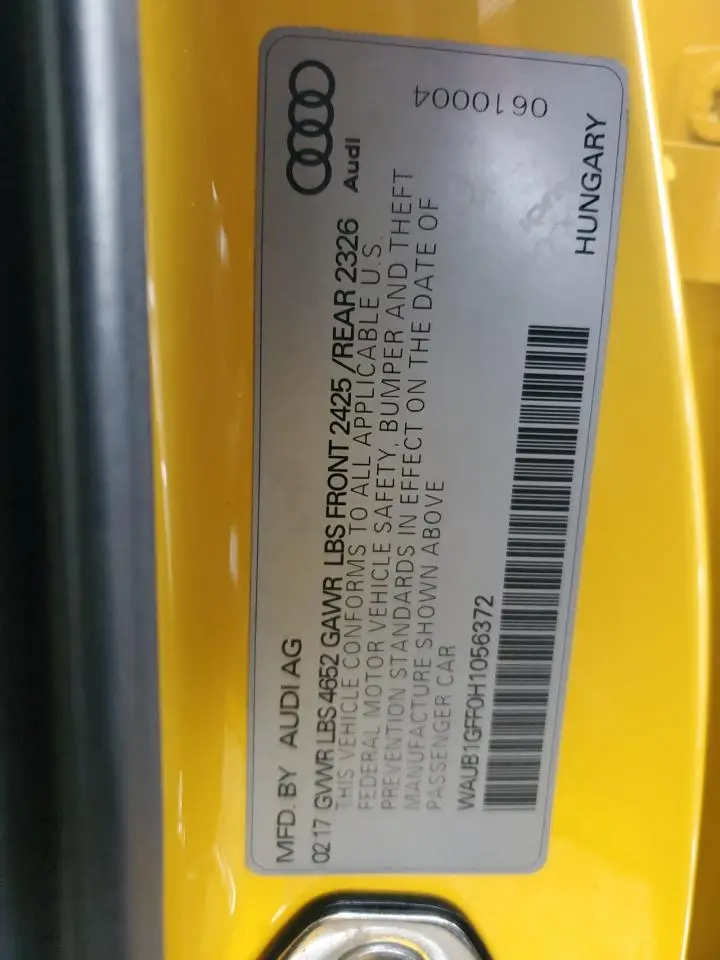 MFD. BY AUDI AG
Audi
02 17 GVWR LBS 4652 GAWR LBS FRONT 2425 /REAR 2326
THIS VEHICLE CONFORMS TO ALL APPLICABLE U.S.
FEDERAL MOTOR VEHICLE SAFETY, BUMPER AND THEFT
PREVENTION STANDARDS IN EFFECT ON THE DATE OF
MANUFACTURE SHOWN ABOVE
PASSENGER CAR
WAUB1GFF0H1056372
HUNGARY
0610004